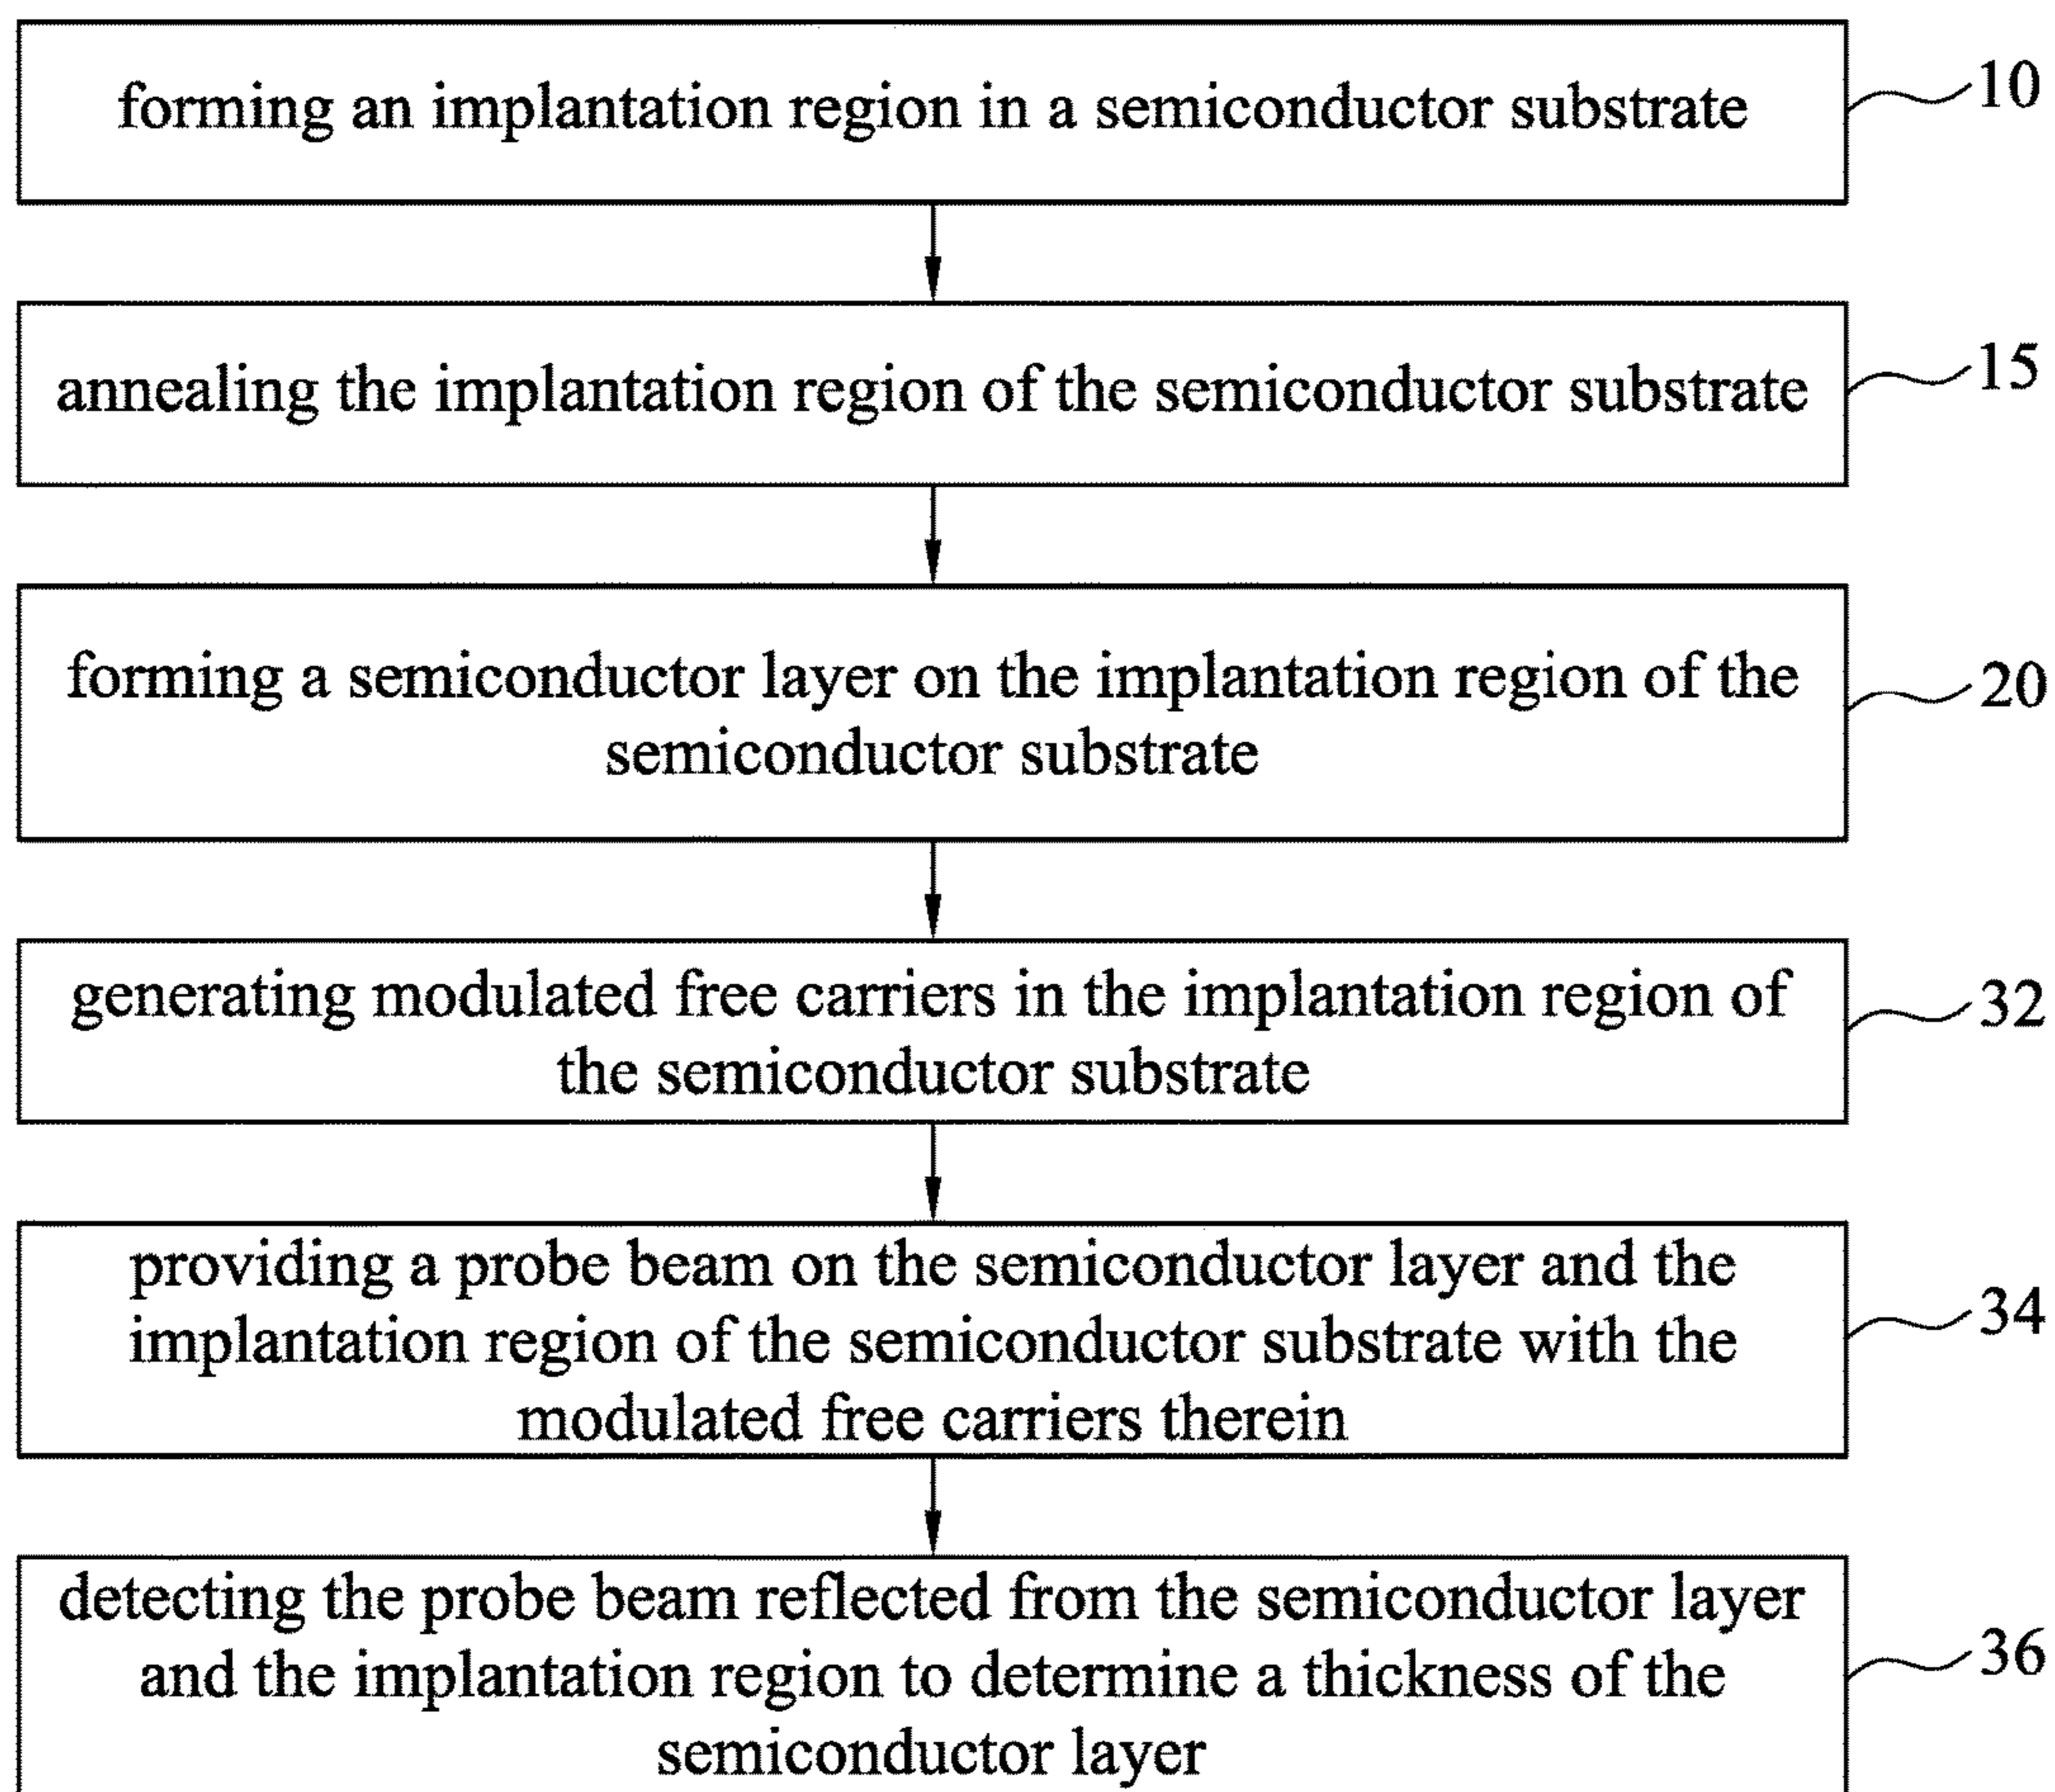 forming an implantation region in a semiconductor substrate
10
annealing the implantation region of the semiconductor substrate
15
forming a semiconductor layer on the implantation region of the
semiconductor substrate
20
generating modulated free carriers in the implantation region of
the semiconductor substrate
32
providing a probe beam on the semiconductor layer and the
implantation region of the semiconductor substrate with the
modulated free carriers therein
34
detecting the probe beam reflected from the semiconductor layer
and the implantation region to determine a thickness of the
semiconductor layer
36